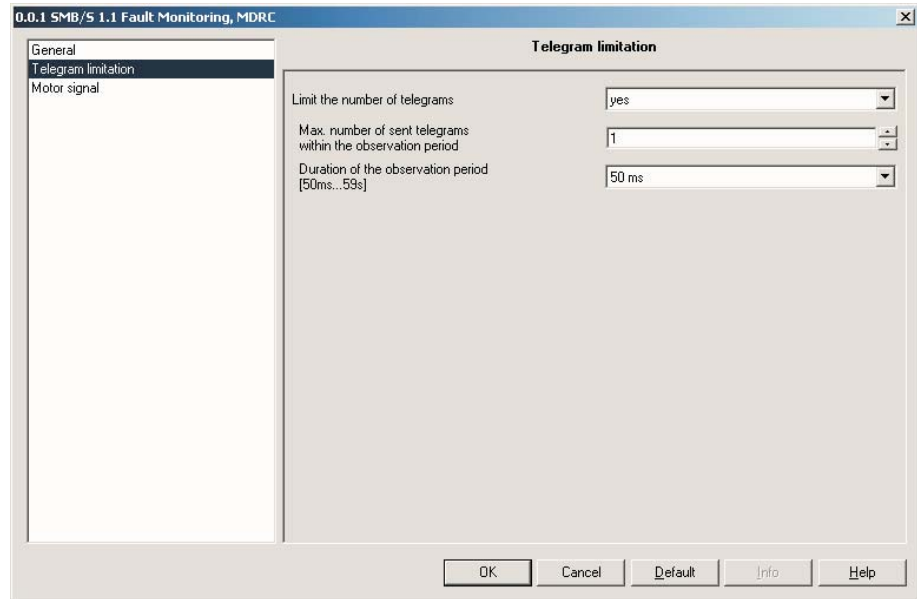 0.0.1 SMB/S 1.1 Fault Monitoring, MDRC
General
Telegram limitation
Motor signal
Telegram limitation
Limit the number of telegrams
yes
Max. number of sent telegrams
within the observation period
1
Duration of the observation period
[50ms...59s]
50 ms
OK
Cancel
Default
Info
Help